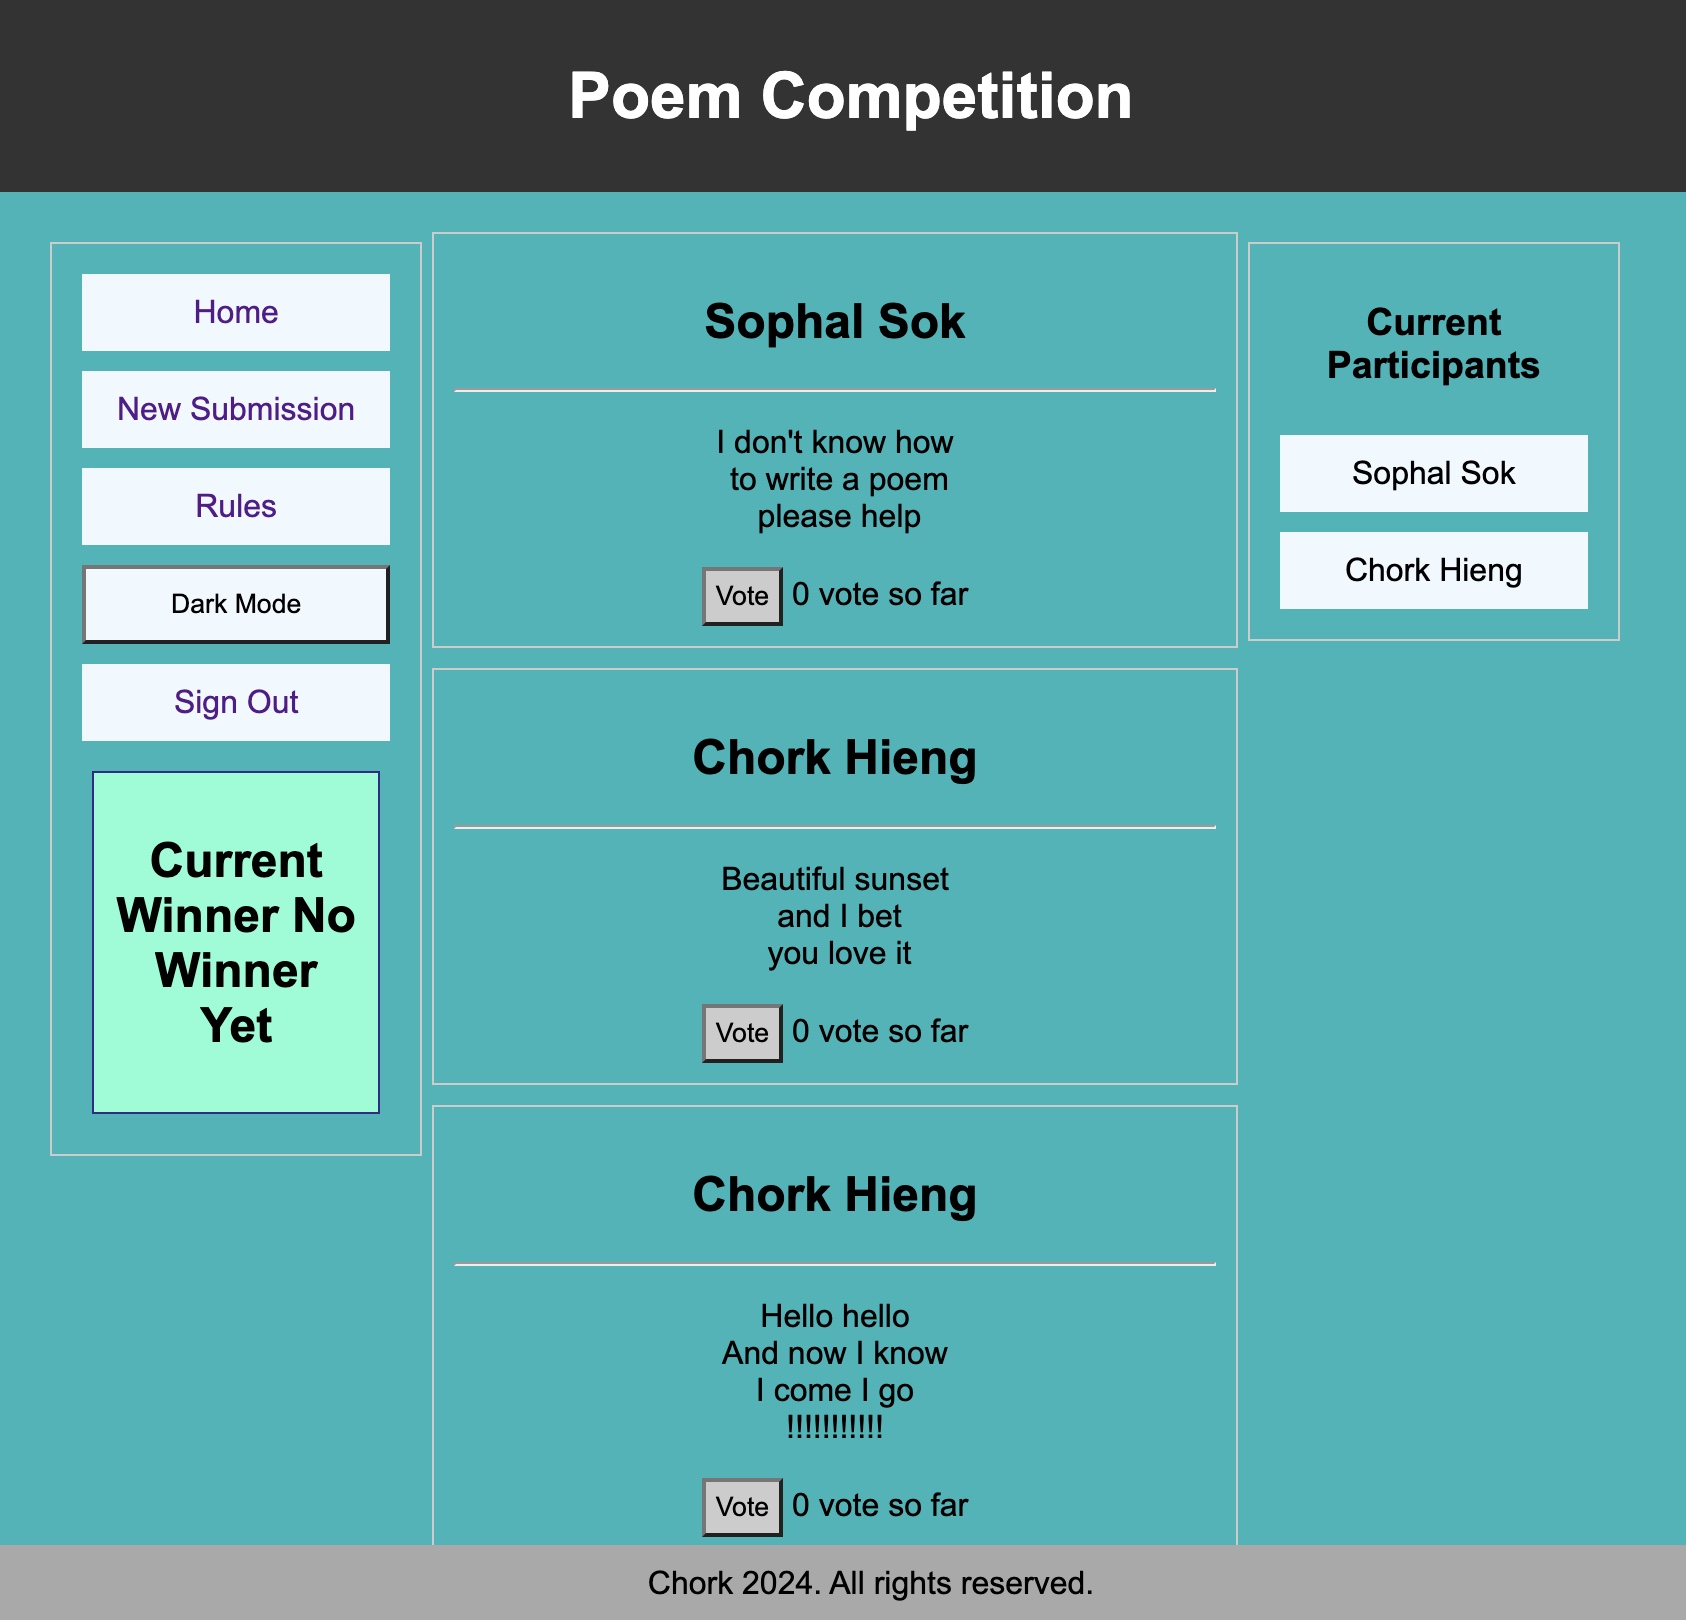 Poem Competition
Home
New Submission
Rules
Dark Mode
Sign Out
Current
Winner No
Winner
Yet
Sophal Sok
I don't know how
to write a poem
please help
Vote 0 vote so far
Chork Hieng
Beautiful sunset
and I bet
you love it
Vote 0 vote so far
Chork Hieng
Hello hello
And now I know
I come I go
!!!!!!!!!!!
Vote 0 vote so far
Current
Participants
Sophal Sok
Chork Hieng
Chork 2024. All rights reserved.